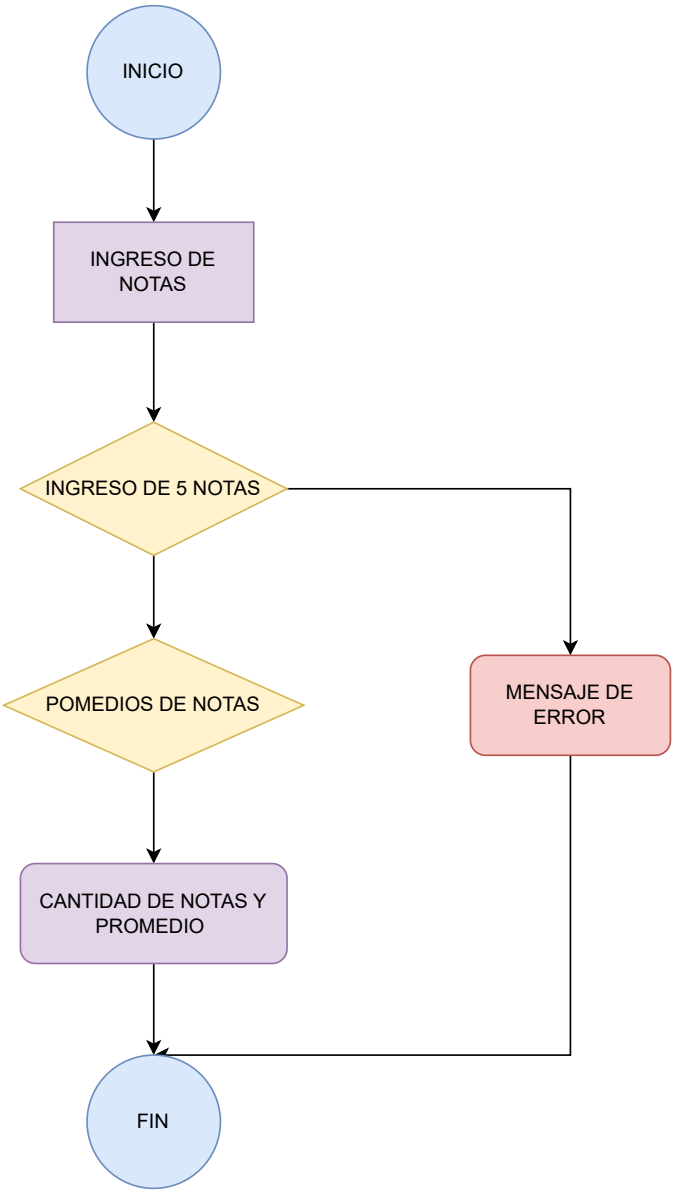 INICIO
INGRESO DE
NOTAS
INGRESO DE 5 NOTAS
POMEDIOS DE NOTAS
MENSAJE DE
ERROR
CANTIDAD DE NOTAS Y
PROMEDIO
FIN